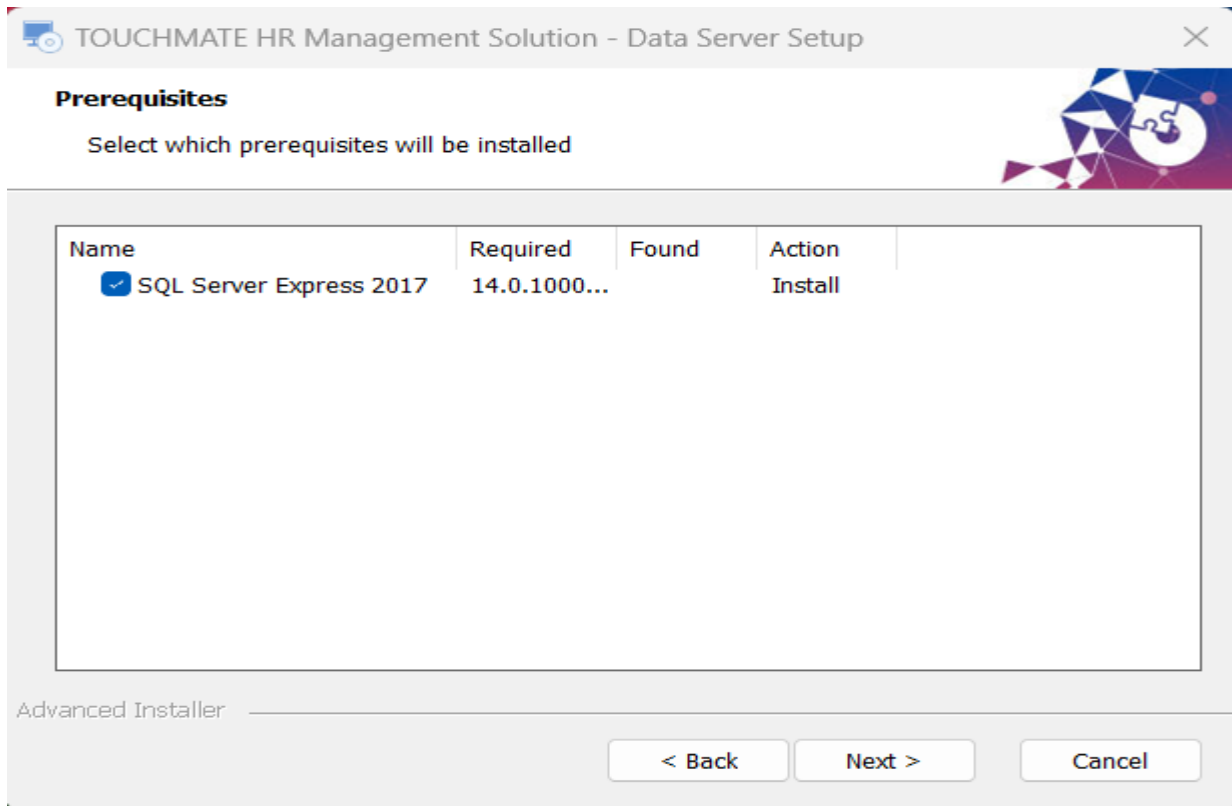 TOUCHMATE HR Management Solution - Data Server Setup
Prerequisites
Select which prerequisites will be installed
Name Required Found Action
SQL Server Express 2017 14.0.1000... Install
Advanced Installer
< Back Next > Cancel